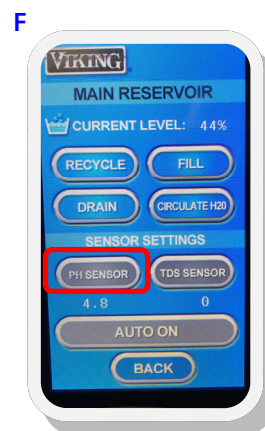 F
VIKING
MAIN RESERVOIR
CURRENT LEVEL: 44%
RECYCLE FILL
DRAIN CIRCULATE H20
SENSOR SETTINGS
PH SENSOR TDS SENSOR
4.8 0
AUTO ON
BACK